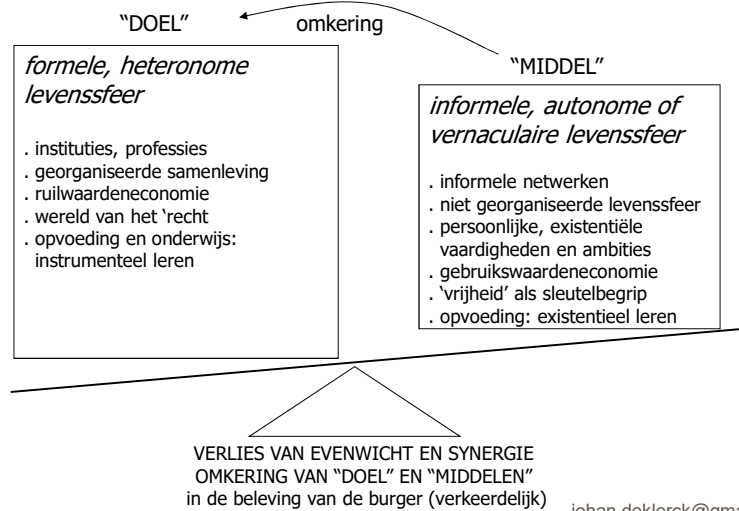 "DOEL"
omkering
"MIDDEL"
formele, heteronome
levenssfeer
. instituties, professies
. georganiseerde samenleving
. ruilwaardeneconomie
. wereld van het 'recht
. opvoeding en onderwijs:
instrumenteel leren
informele, autonome of
vernaculaire levenssfeer
. informele netwerken
. niet georganiseerde levenssfeer
. persoonlijke, existentiële
vaardigheden en ambities
. gebruikswaardeneconomie
. 'vrijheid' als sleutelbegrip
. opvoeding: existentieel leren
VERLIES VAN EVENWICHT EN SYNERGIE
OMKERING VAN "DOEL" EN "MIDDELEN"
in de beleving van de burger (verkeerdelijk)